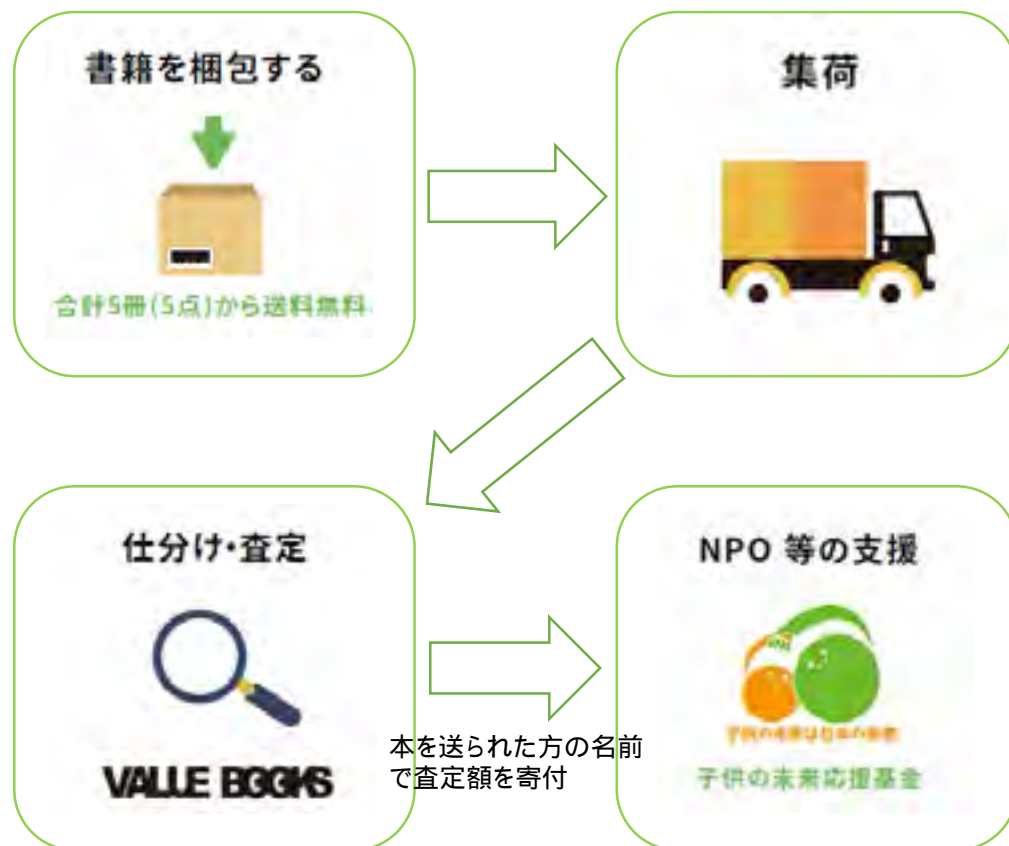 書籍を梱包する
合計5冊(5点)から送料無料
集荷
仕分け・査定
VALUE BOOKS
本を送られた方の名前
で査定額を寄付
NPO 等の支援
子供の未来応援基金